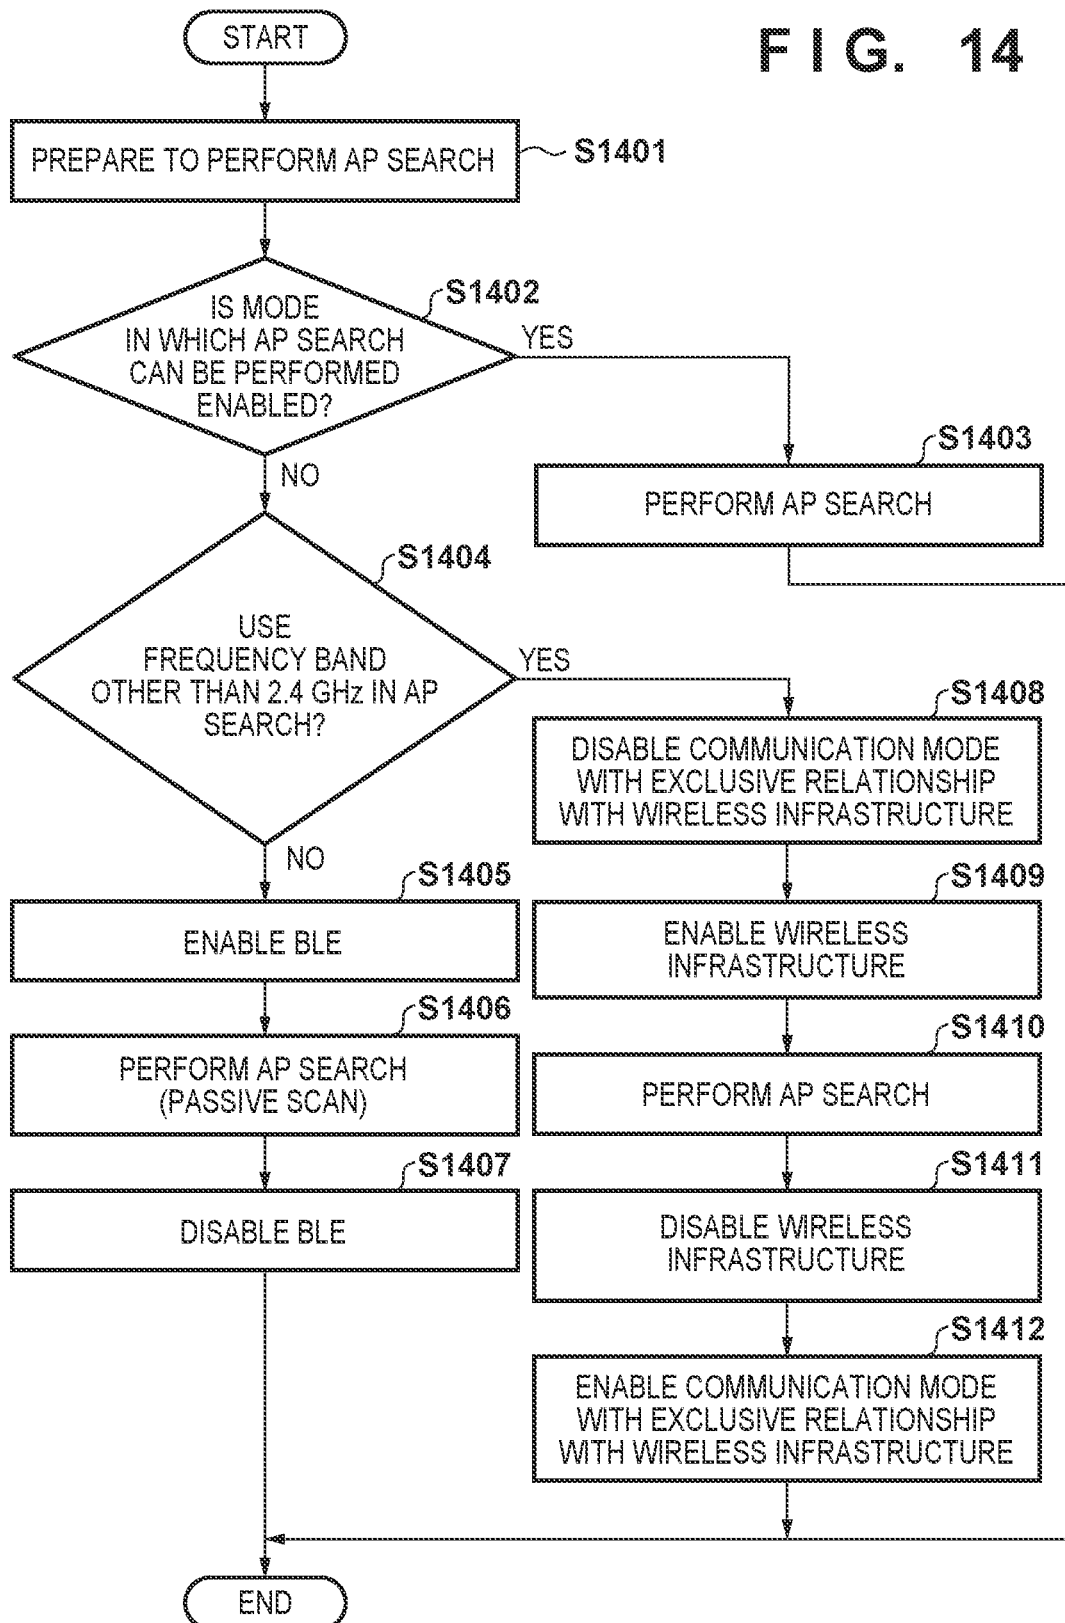 START
FIG. 14
PREPARE TO PERFORM AP SEARCH
S1401
S1402
IS MODE
IN WHICH AP SEARCH
CAN BE PERFORMED
ENABLED?
YES
NO
S1403
PERFORM AP SEARCH
S1404
USE
FREQUENCY BAND
OTHER THAN 2.4 GHz IN AP
SEARCH?
YES
NO
S1408
DISABLE COMMUNICATION MODE
WITH EXCLUSIVE RELATIONSHIP
WITH WIRELESS INFRASTRUCTURE
S1405
ENABLE BLE
S1409
ENABLE WIRELESS
INFRASTRUCTURE
S1406
PERFORM AP SEARCH
(PASSIVE SCAN)
S1410
PERFORM AP SEARCH
S1407
DISABLE BLE
S1411
DISABLE WIRELESS
INFRASTRUCTURE
S1412
ENABLE COMMUNICATION MODE
WITH EXCLUSIVE RELATIONSHIP
WITH WIRELESS INFRASTRUCTURE
END